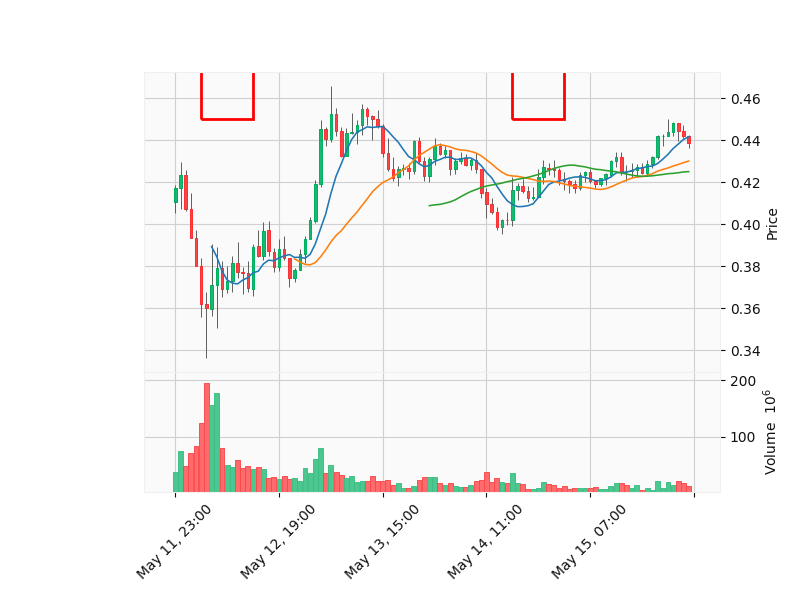 0.46
0.44
0.42
0.40
0.38
0.36
0.34
Price
200
100
Volume 10^6
May 11, 23:00
May 12, 19:00
May 13, 15:00
May 14, 11:00
May 15, 07:00